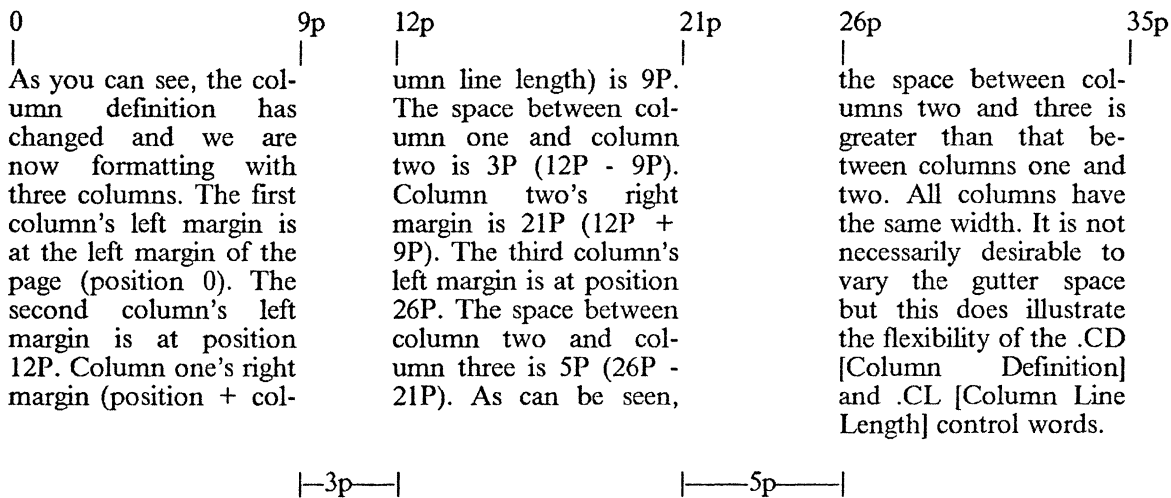 0 9p 12p 21p 26p 35p
As you can see, the col-
umn definition has
changed and we are
now formatting with
three columns. The first
column's left margin is
at the left margin of the
page (position 0). The
second column's left
margin is at position
12P. Column one's right
margin (position + col-
umn line length) is 9P.
The space between col-
umn one and column
two is 3P (12P - 9P).
Column two's right
margin is 21P (12P +
9P). The third column's
left margin is at position
26P. The space between
column two and col-
umn three is 5P (26P -
21P). As can be seen,
the space between col-
umns two and three is
greater than that be-
tween columns one and
two. All columns have
the same width. It is not
necessarily desirable to
vary the gutter space
but this does illustrate
the flexibility of the .CD
[Column Definition]
and .CL [Column Line
Length] control words.
3p 5p